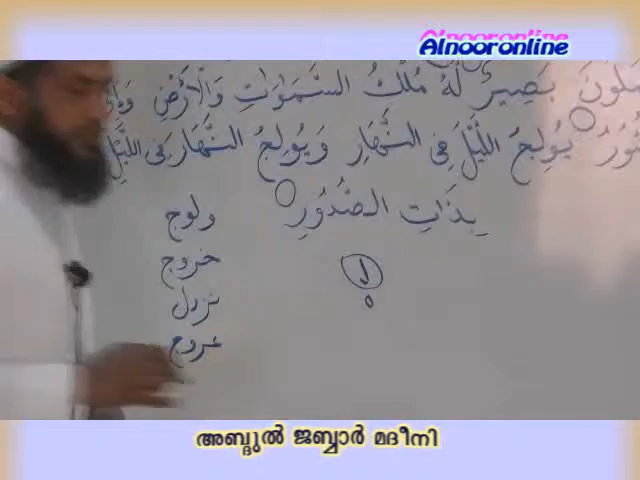 Alnooronline
مَلُونَ بَصِيرٌ لَهُ مُلْكُ السَّمَوَاتِ وَالْأَرْضِ وَإِلَى
يُولِجُ اللَّيْلَ فِى النَّهَارِ وَيُولِجُ النَّهَارَ فِى اللَّيْلِ
بِذَاتِ الصُّدُورِ
ولوج
خروج
نزول
عروج
അബ്ദുൽ ജബ്ബാർ മദീനി